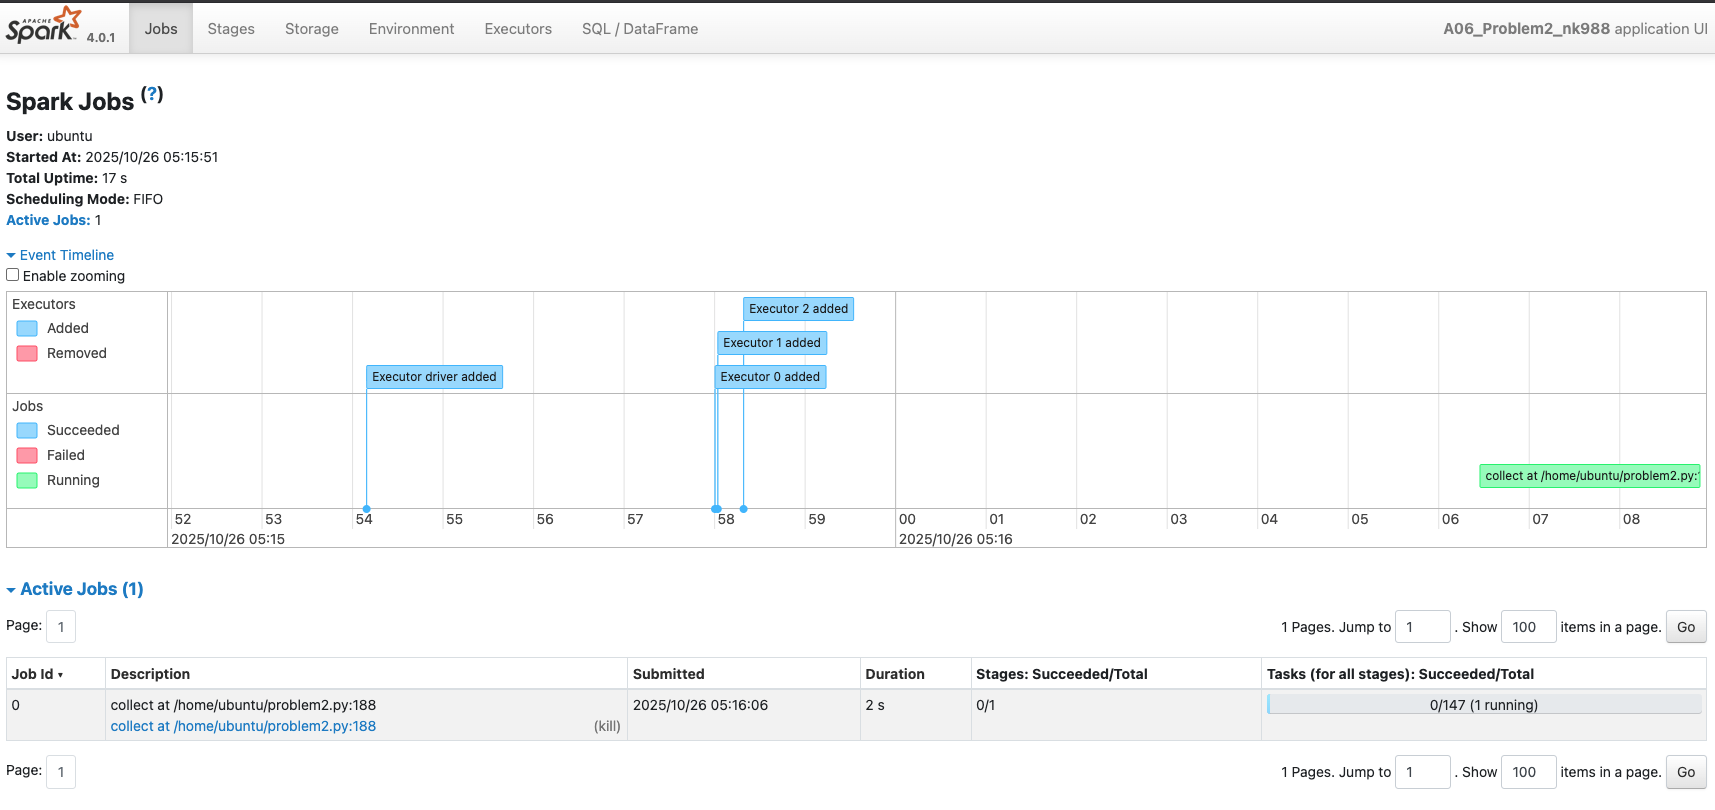 APACHE
Spark 4.0.1 Jobs Stages Storage Environment Executors SQL / DataFrame A06_Problem2_nk988 application UI
Spark Jobs (?)
User: ubuntu
Started At: 2025/10/26 05:15:51
Total Uptime: 17 s
Scheduling Mode: FIFO
Active Jobs: 1
Event Timeline
Enable zooming
Executors
Added
Removed
Executor 2 added
Executor 1 added
Executor driver added Executor 0 added
Jobs
Succeeded
Failed
Running
collect at /home/ubuntu/problem2.py:1
52 53 54 55 56 57 58 59 00 01 02 03 04 05 06 07 08
2025/10/26 05:15 2025/10/26 05:16
Active Jobs (1)
Page: 1 1 Pages. Jump to 1 . Show 100 items in a page. Go
Job Id ▾ Description Submitted Duration Stages: Succeeded/Total Tasks (for all stages): Succeeded/Total
0 collect at /home/ubuntu/problem2.py:188 2025/10/26 05:16:06 2 s 0/1 0/147 (1 running)
collect at /home/ubuntu/problem2.py:188 (kill)
Page: 1 1 Pages. Jump to 1 . Show 100 items in a page. Go